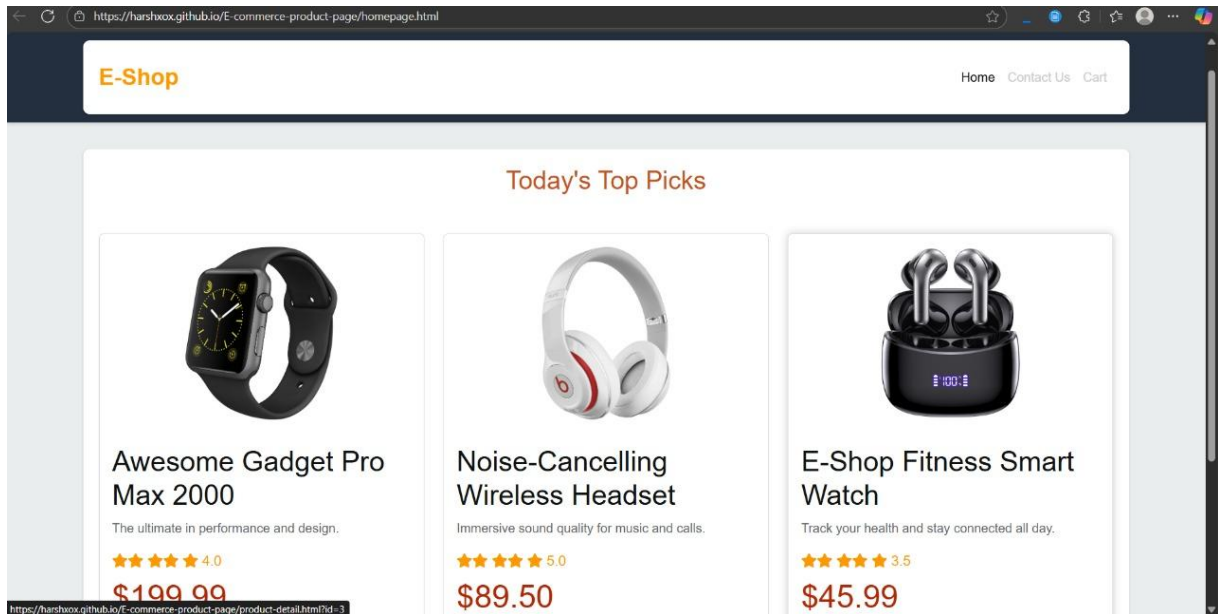 https://harshxox.github.io/E-commerce-product-page/homepage.html
E-Shop
Home Contact Us Cart
Today's Top Picks
Awesome Gadget Pro
Max 2000
The ultimate in performance and design.
4.0
$199.99
Noise-Cancelling
Wireless Headset
Immersive sound quality for music and calls.
5.0
$89.50
100
E-Shop Fitness Smart
Watch
Track your health and stay connected all day.
3.5
$45.99
https://harshxox.github.io/E-commerce-product-page/product-detail.html?id=3